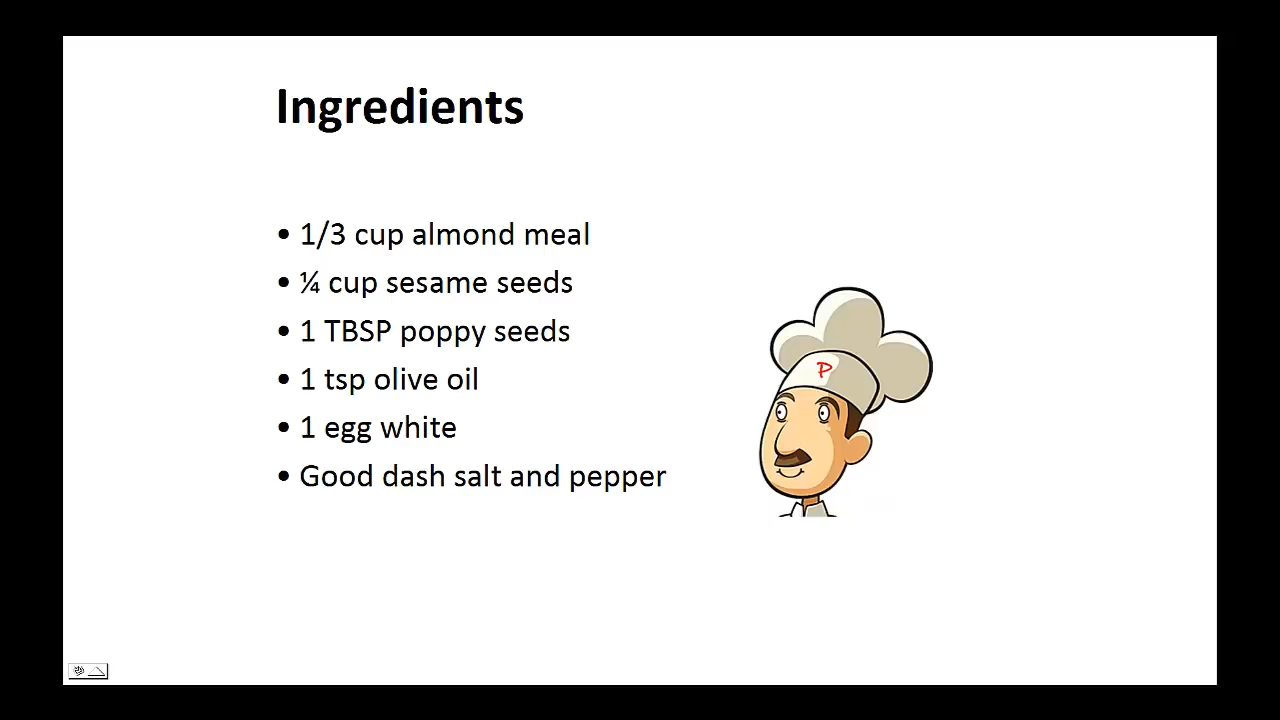 Ingredients
• 1/3 cup almond meal
• ¼ cup sesame seeds
• 1 TBSP poppy seeds
• 1 tsp olive oil
• 1 egg white
• Good dash salt and pepper
P